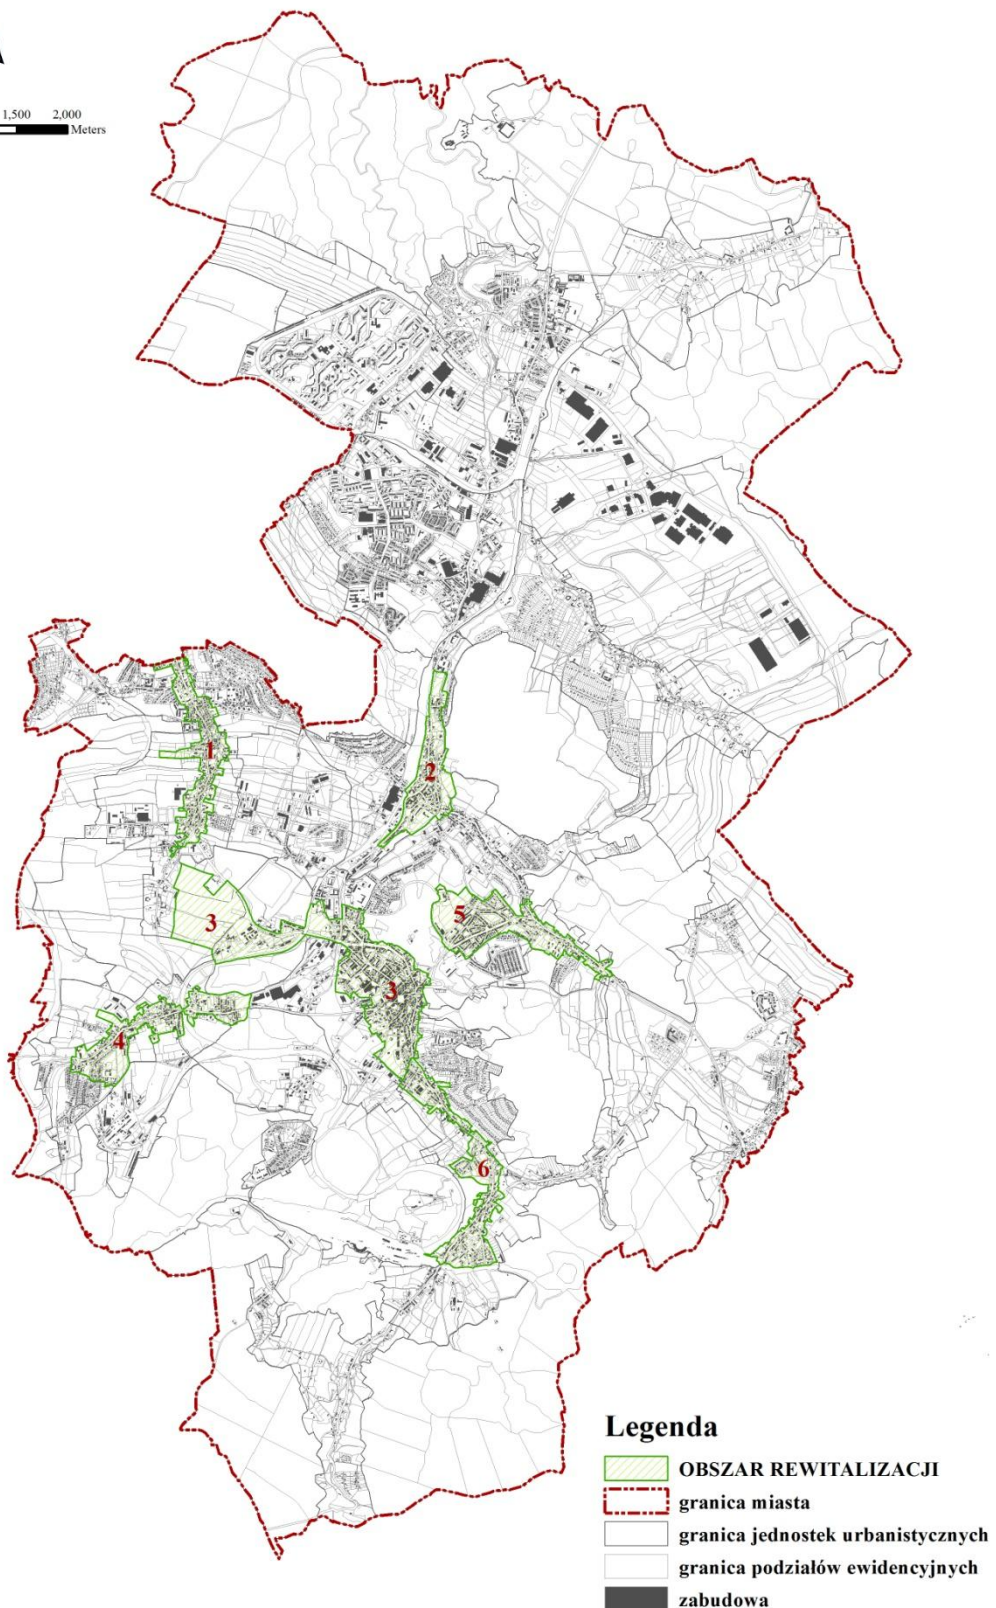 1,500 2,000
Meters
1
2
3
5
3
4
6
Legenda
OBSZAR REWITALIZACJI
granica miasta
granica jednostek urbanistycznych
granica podziałów ewidencyjnych
zabudowa